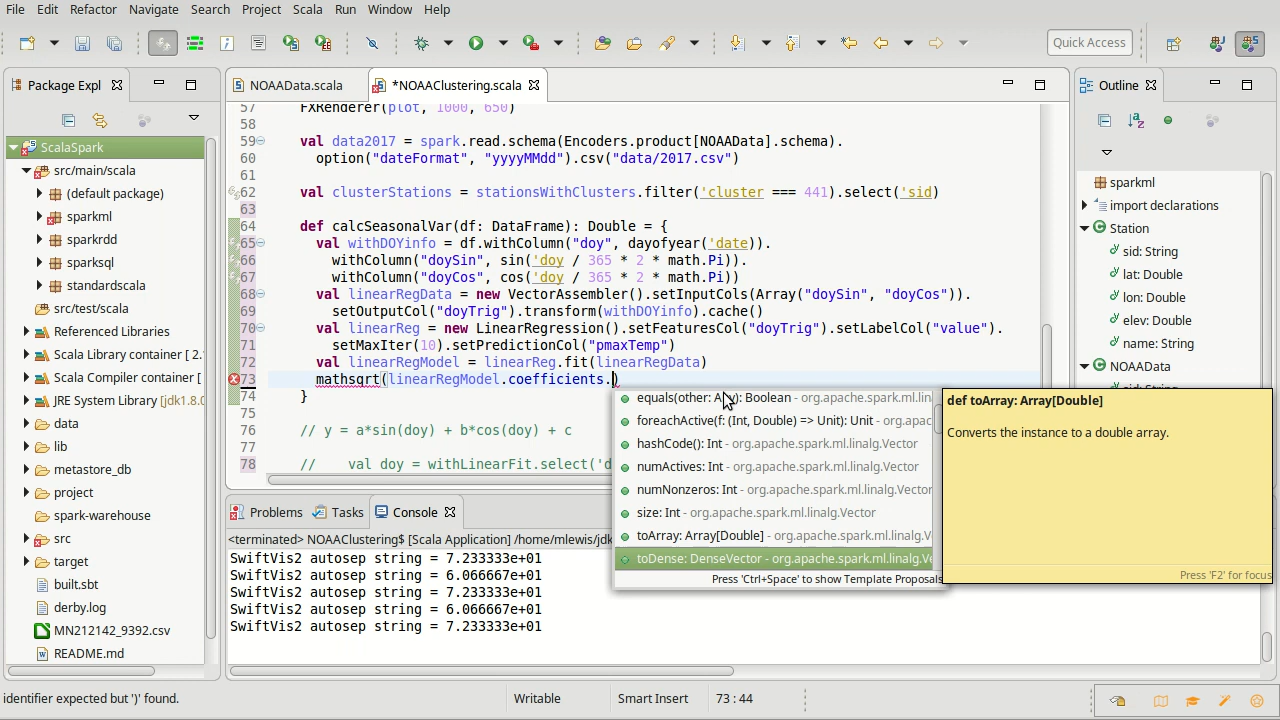 File Edit Refactor Navigate Search Project Scala Run Window Help
Quick Access
Package Expl
ScalaSpark
src/main/scala
(default package)
sparkml
sparkrdd
sparksql
standardscala
src/test/scala
Referenced Libraries
Scala Library container [ 2.
Scala Compiler container [
JRE System Library [jdk1.8.0
data
lib
metastore_db
project
spark-warehouse
src
target
built.sbt
derby.log
MN212142_9392.csv
README.md
NOAAData.scala *NOAAClustering.scala
57 FXRenderer(plot, 1000, 650)
58
59 val data2017 = spark.read.schema(Encoders.product[NOAAData].schema).
60 option("dateFormat", "yyyyMMdd").csv("data/2017.csv")
61
62 val clusterStations = stationsWithClusters.filter('cluster === 441).select('sid)
63
64 def calcSeasonalVar(df: DataFrame): Double = {
65 val withDOYinfo = df.withColumn("doy", dayofyear('date)).
66 withColumn("doySin", sin('doy / 365 * 2 * math.Pi)).
67 withColumn("doyCos", cos('doy / 365 * 2 * math.Pi))
68 val linearRegData = new VectorAssembler().setInputCols(Array("doySin", "doyCos")).
69 setOutputCol("doyTrig").transform(withDOYinfo).cache()
70 val linearReg = new LinearRegression().setFeaturesCol("doyTrig").setLabelCol("value").
71 setMaxIter(10).setPredictionCol("pmaxTemp")
72 val linearRegModel = linearReg.fit(linearRegData)
73 mathsqrt(linearRegModel.coefficients.)
74 }
75
76 // y = a*sin(doy) + b*cos(doy) + c
77
78 // val doy = withLinearFit.select('d
equals(other: Any): Boolean - org.apache.spark.ml.lin
foreachActive(f: (Int, Double) => Unit): Unit - org.apac
hashCode(): Int - org.apache.spark.ml.linalg.Vector
numActives: Int - org.apache.spark.ml.linalg.Vector
numNonzeros: Int - org.apache.spark.ml.linalg.Vector
size: Int - org.apache.spark.ml.linalg.Vector
toArray: Array[Double] - org.apache.spark.ml.linalg.V
toDense: DenseVector - org.apache.spark.ml.linalg.Ve
Press 'Ctrl+Space' to show Template Proposals
def toArray: Array[Double]
Converts the instance to a double array.
Press 'F2' for focus
Outline
sparkml
import declarations
Station
sid: String
lat: Double
lon: Double
elev: Double
name: String
NOAAData
Problems Tasks Console
<terminated> NOAAClustering$ [Scala Application] /home/mlewis/jdk
SwiftVis2 autosep string = 7.233333e+01
SwiftVis2 autosep string = 6.066667e+01
SwiftVis2 autosep string = 7.233333e+01
SwiftVis2 autosep string = 6.066667e+01
SwiftVis2 autosep string = 7.233333e+01
identifier expected but ')' found.
Writable
Smart Insert
73 : 44